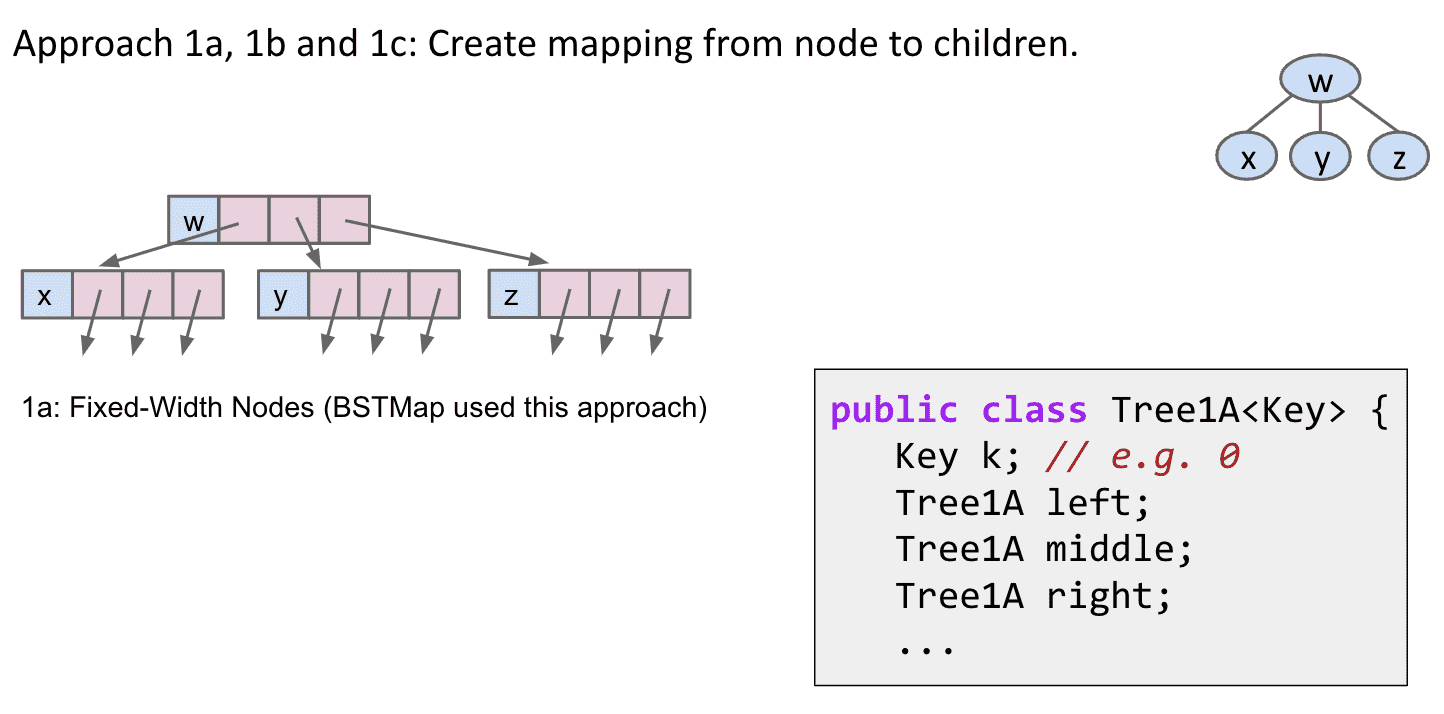 Approach 1a, 1b and 1c: Create mapping from node to children.
w
x y z
w
x y z
1a: Fixed-Width Nodes (BSTMap used this approach)
public class Tree1A<Key> {
Key k; // e.g. 0
Tree1A left;
Tree1A middle;
Tree1A right;
...